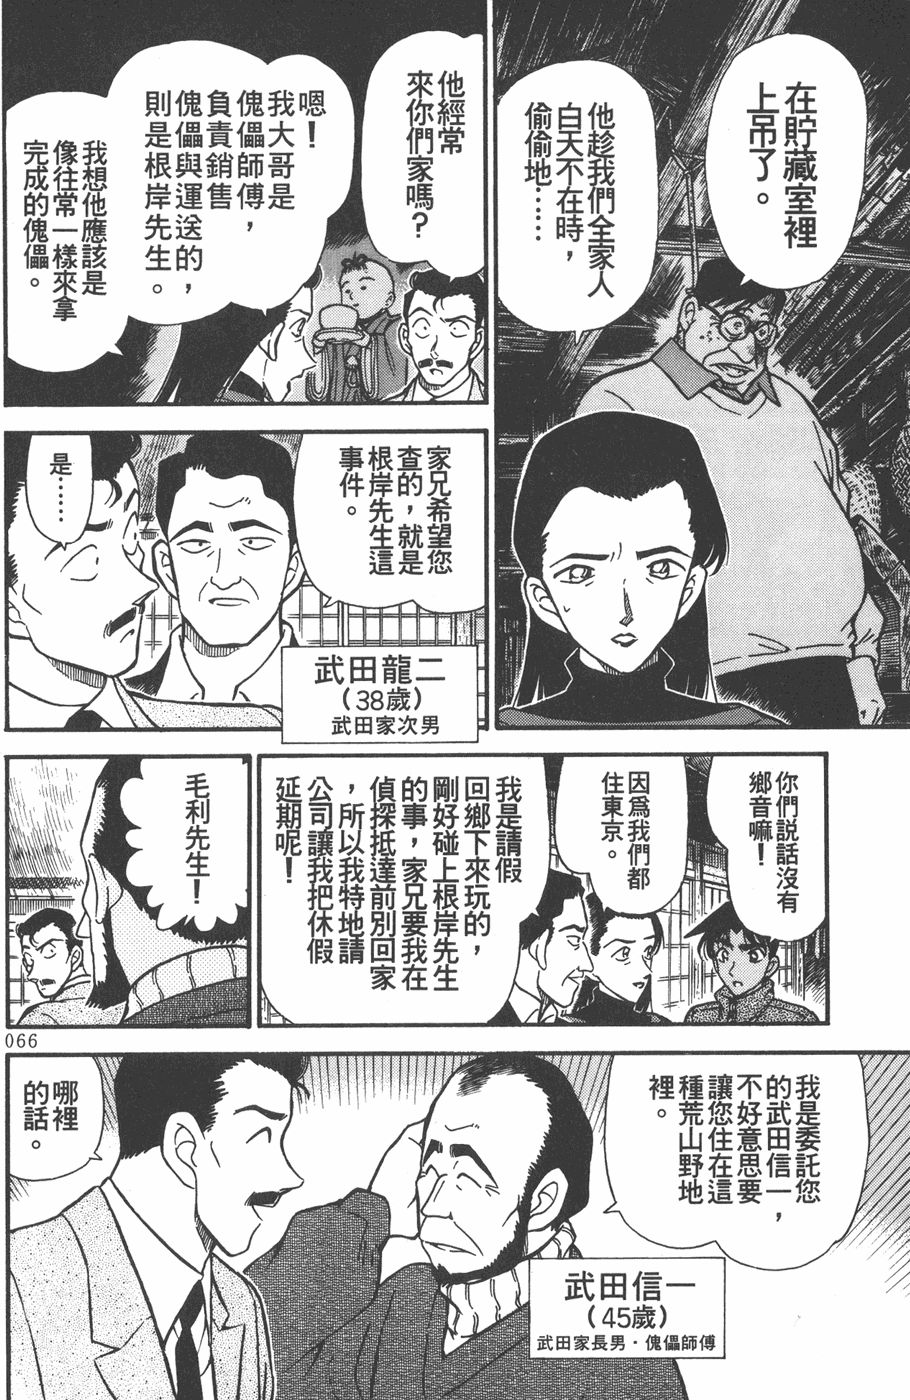 在貯藏室裡
上吊了。
他趁我們全家人
白天不在時，
偷偷地……
他經常
來你們家嗎？
嗯！
我大哥是
傀儡師傅，
負責銷售
傀儡與運送的，
則是根岸先生。
我想他應該是
像往常一樣來拿
完成的傀儡。
家兄希望您
查的，就是
根岸先生這
事件。
是……
武田龍二
（38歲）
武田家次男
你們說話沒有
鄉音嘛！
因為我們都
住東京。
我是請假
回鄉下來玩的，
剛好碰上根岸先生
的事，家兄要我在
偵探抵達前別回家
，所以我特地請
公司讓我把休假
延期呢！
毛利先生！
066
我是委託您
的武田信一，
不好意思要
讓您住在這
種荒山野地
裡。
哪裡
的話。
武田信一
（45歲）
武田家長男·傀儡師傅